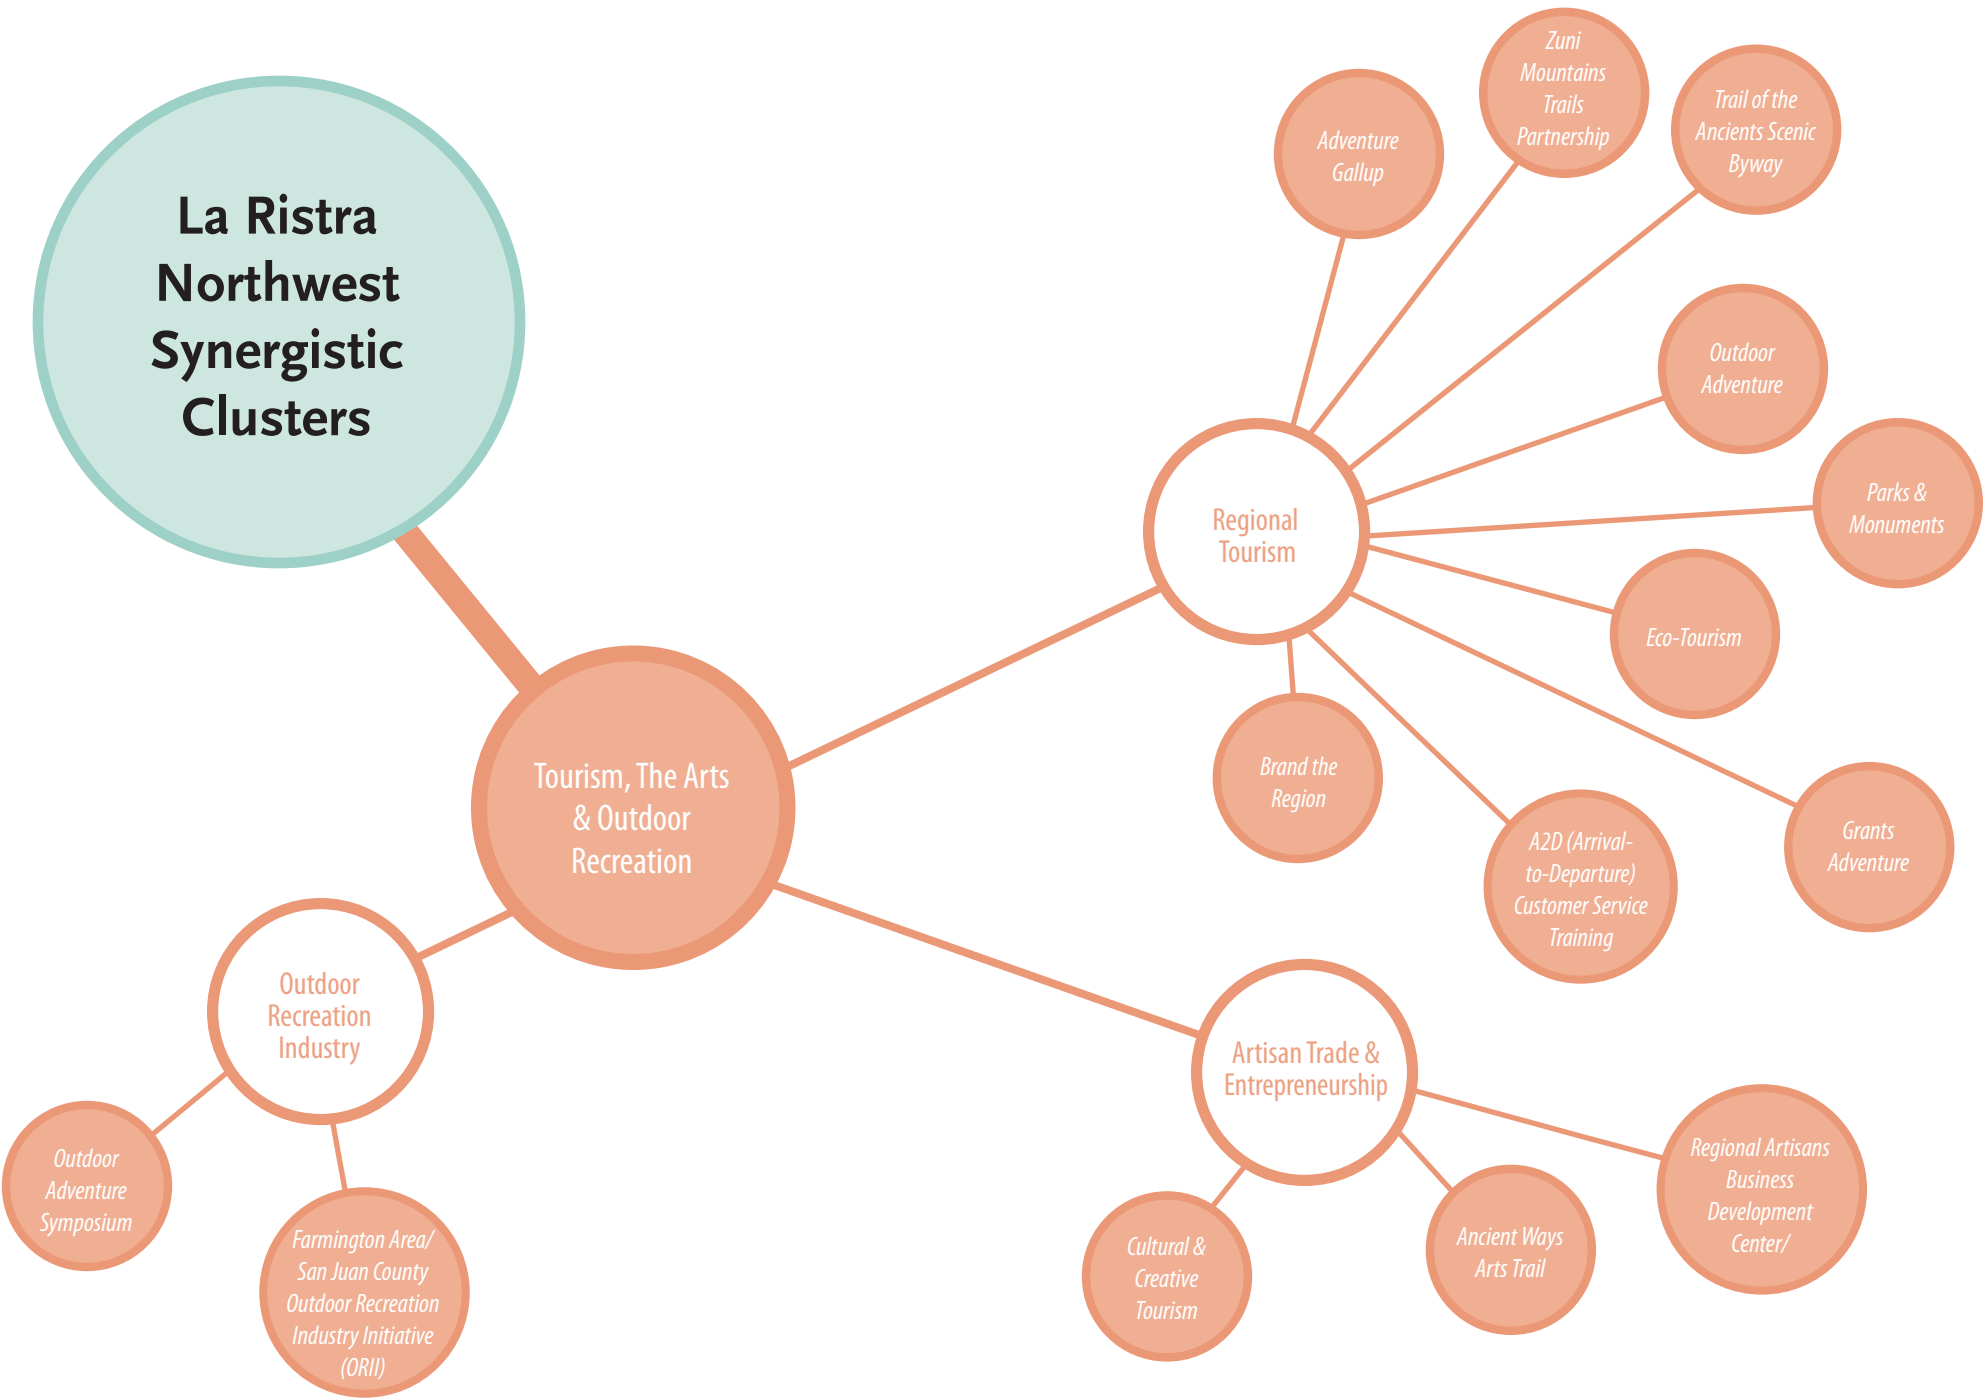 La Ristra
Northwest
Synergistic
Clusters
Tourism, The Arts
& Outdoor
Recreation
Regional
Tourism
Adventure
Gallup
Zuni
Mountains
Trails
Partnership
Trail of the
Ancients Scenic
Byway
Outdoor
Adventure
Parks &
Monuments
Eco-Tourism
Grants
Adventure
A2D (Arrival-
to-Departure)
Customer Service
Training
Brand the
Region
Artisan Trade &
Entrepreneurship
Regional Artisans
Business
Development
Center/
Ancient Ways
Arts Trail
Cultural &
Creative
Tourism
Outdoor
Recreation
Industry
Outdoor
Adventure
Symposium
Farmington Area/
San Juan County
Outdoor Recreation
Industry Initiative
(ORII)